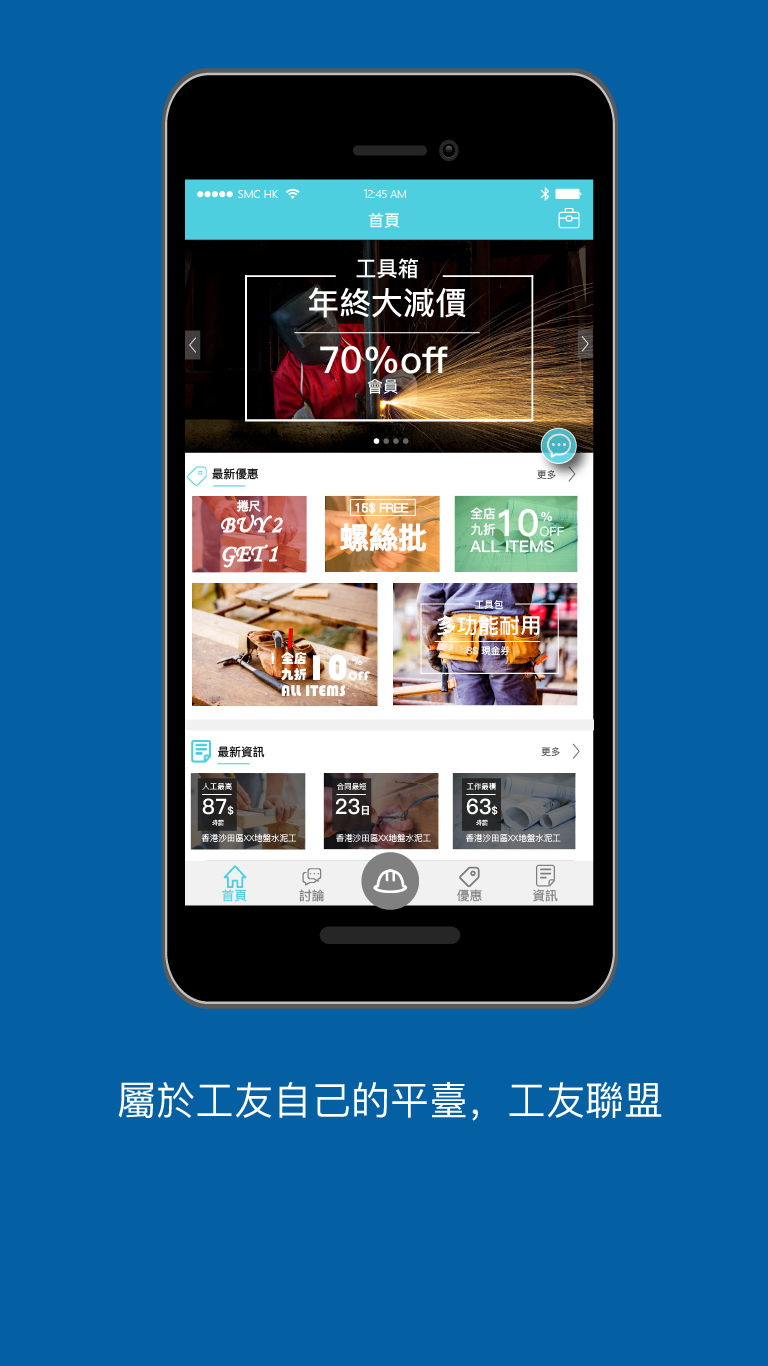 SMC HK
12:45 AM
首頁
工具箱
年終大減價
70%off
會員
最新優惠
更多
捲尺
BUY 2
GET 1
15$ FREE
螺絲批
全店
九折
10%
OFF
ALL ITEMS
! 全店
九折
10%
off
ALL ITEMS
工具包
多功能耐用
8$ 現金券
最新資訊
更多
人工最高
87$
時薪
香港沙田區XX地盤水泥工
合同最短
23日
香港沙田區XX地盤水泥工
工作最積
63$
時薪
香港沙田區XX地盤水泥工
首頁
討論
優惠
資訊
屬於工友自己的平臺，工友聯盟